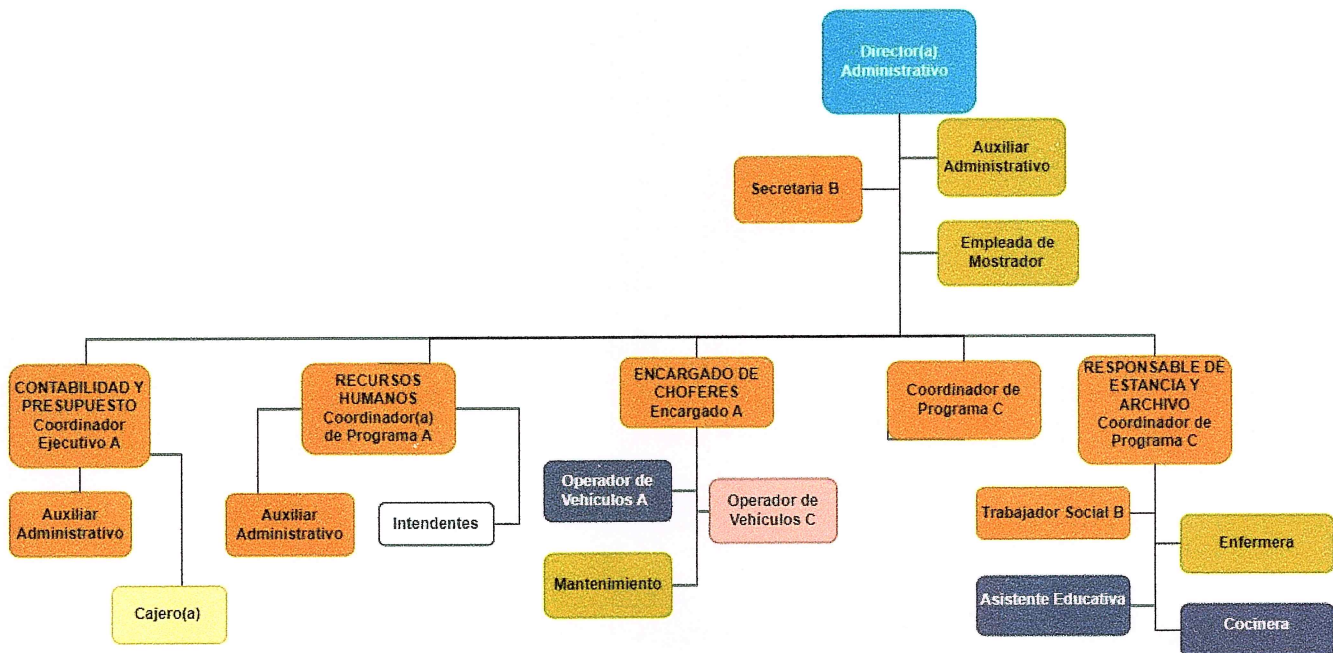 Director(a)
Administrativo
Auxiliar
Administrativo
Secretaria B
Empleada de
Mostrador
CONTABILIDAD Y
PRESUPUESTO
Coordinador
Ejecutivo A
RECURSOS
HUMANOS
Coordinador(a)
de Programa A
ENCARGADO DE
CHOFERES
Encargado A
Coordinador de
Programa C
RESPONSABLE DE
ESTANCIA Y
ARCHIVO
Coordinador de
Programa C
Auxiliar
Administrativo
Cajero(a)
Auxiliar
Administrativo
Intendentes
Operador de
Vehículos A
Operador de
Vehículos C
Mantenimiento
Trabajador Social B
Enfermera
Asistente Educativa
Cocinera